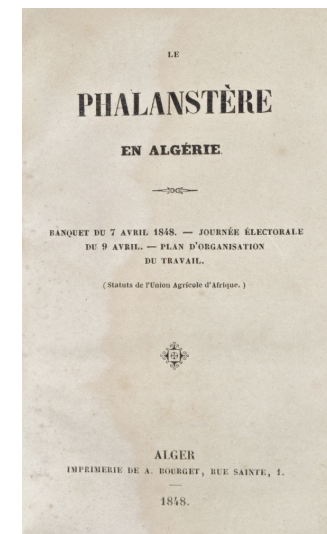 LE
PHALANSTÈRE
EN ALGÉRIE.
BANQUET DU 7 AVRIL 1848. — JOURNÉE ÉLECTORALE
DU 9 AVRIL. — PLAN D'ORGANISATION
DU TRAVAIL.
( Statuts de l'Union Agricole d'Afrique. )
ALGER
IMPRIMERIE DE A. BOURGET, RUE SAINTE, 1.
1848.